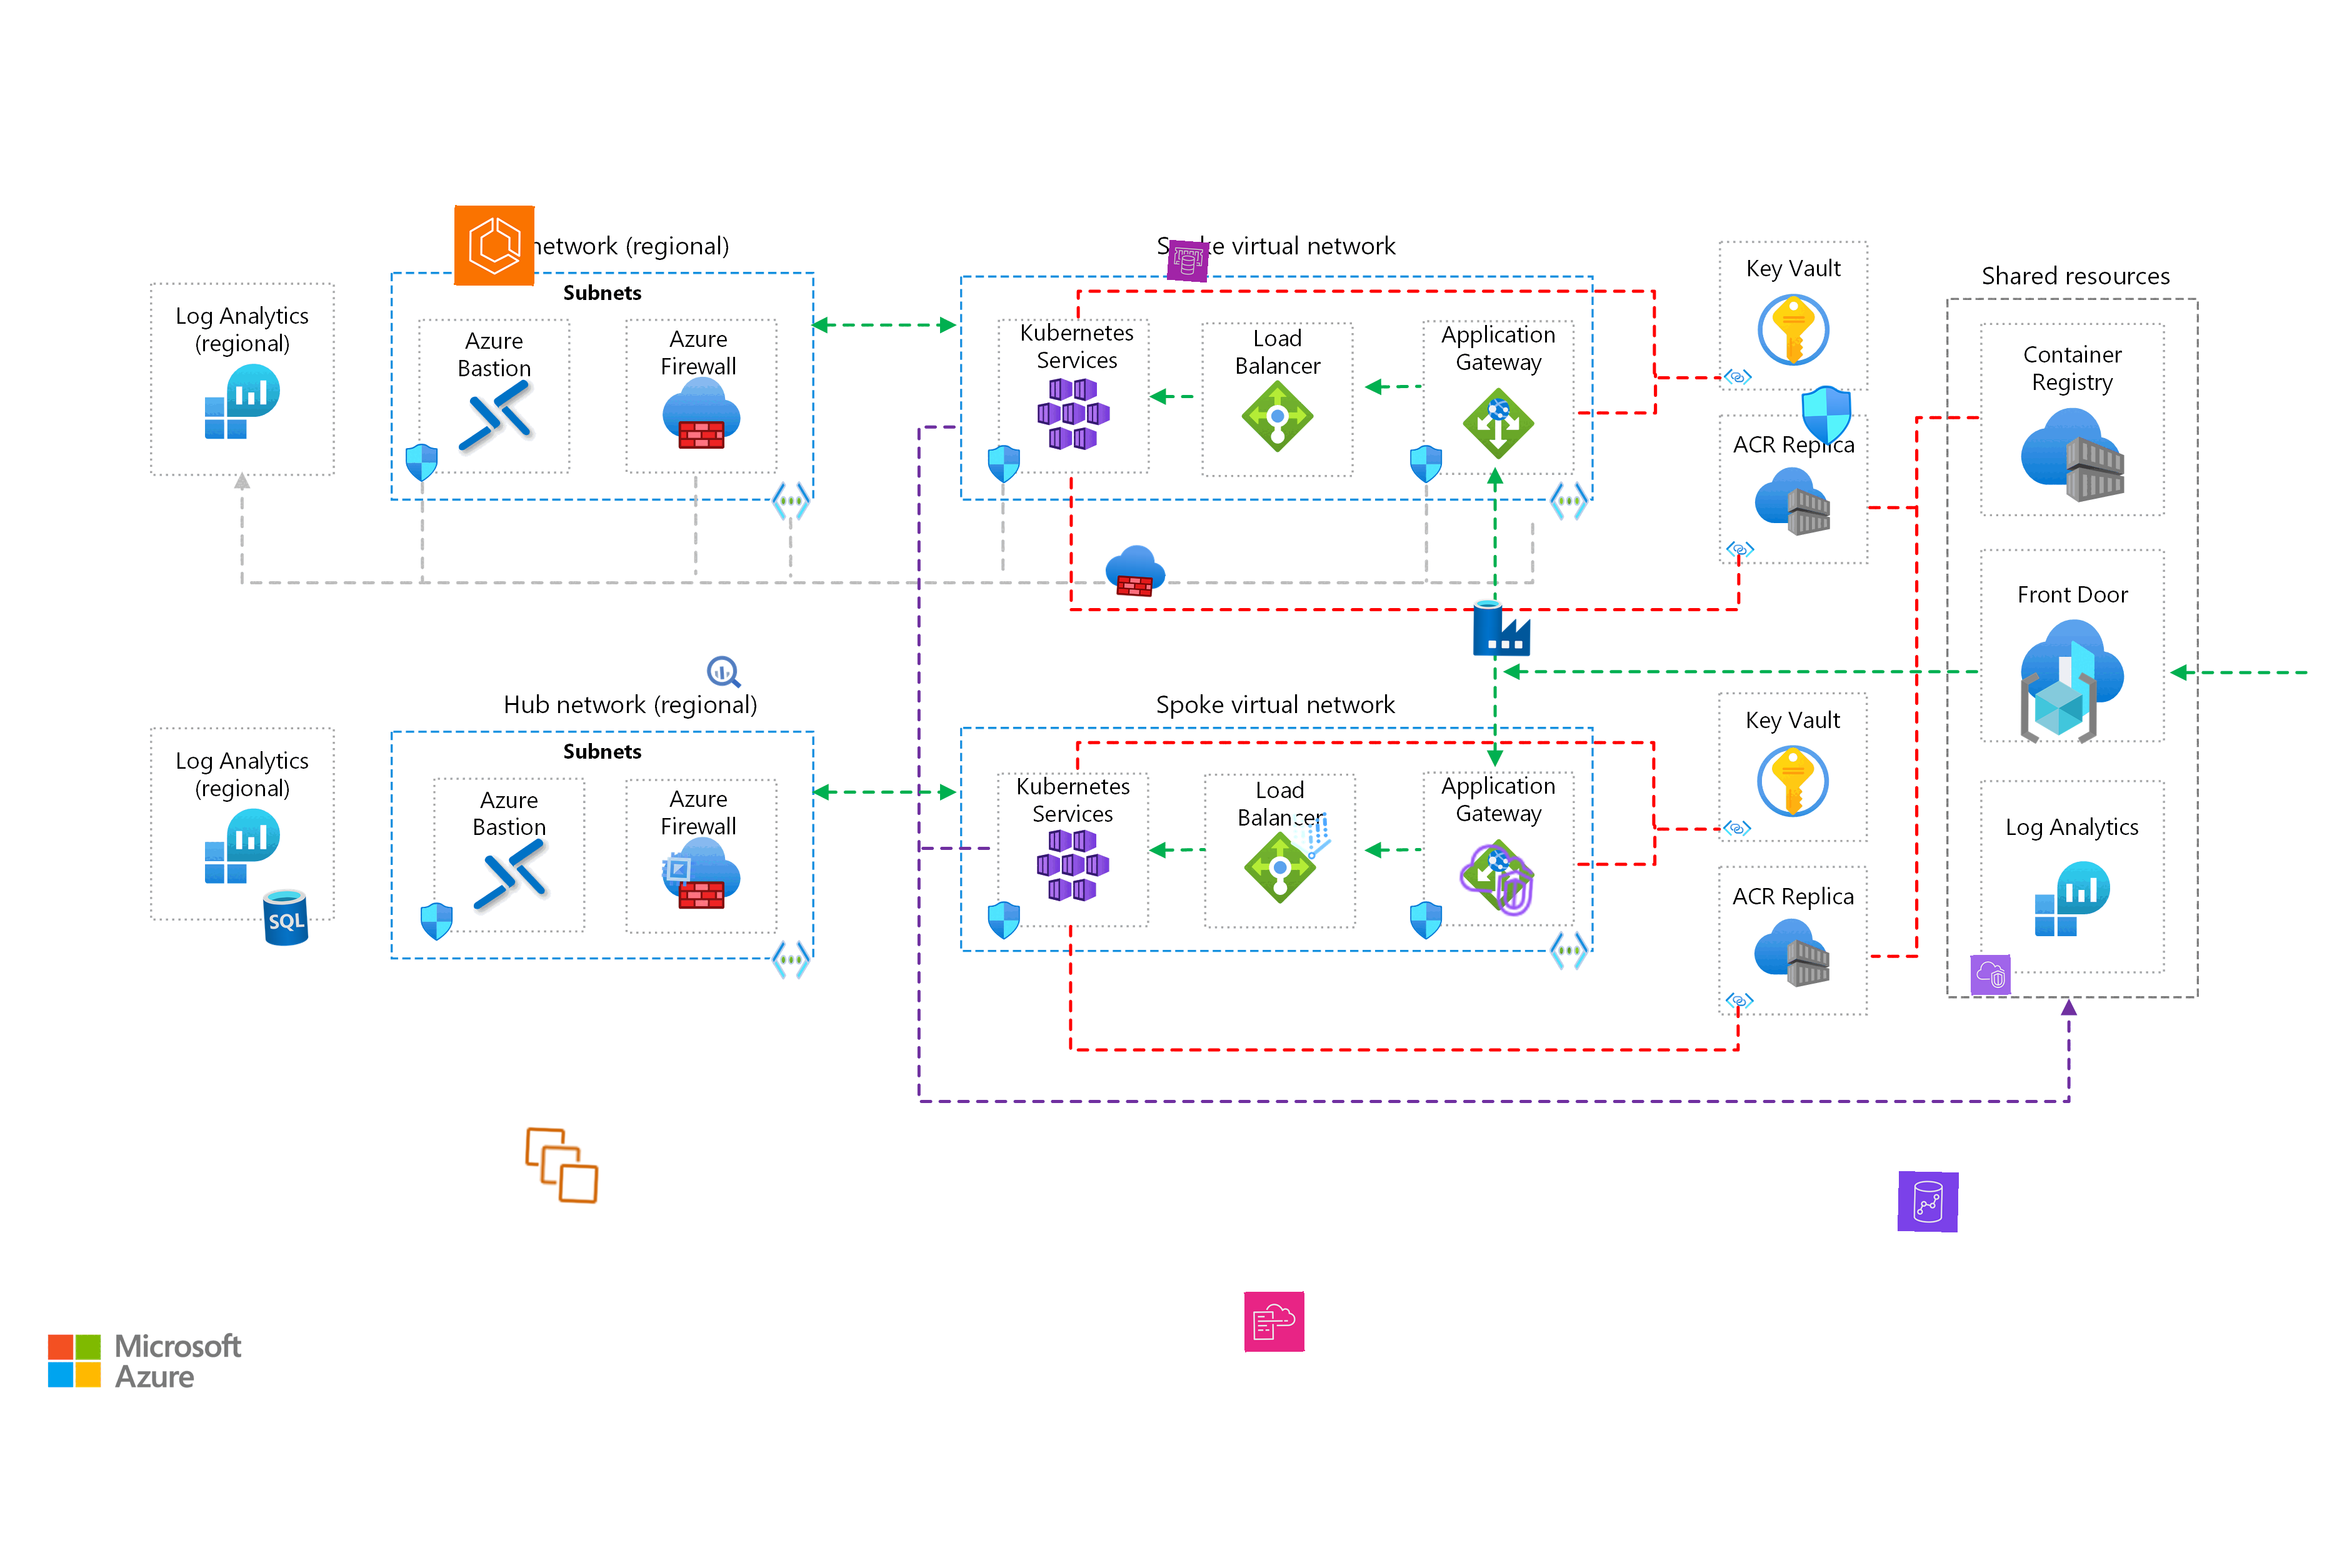 network (regional)
Subnets
Log Analytics
(regional)
Azure
Bastion
Azure
Firewall
virtual network
Kubernetes
Services
Load
Balancer
Application
Gateway
Key Vault
ACR Replica
Shared resources
Container
Registry
Front Door
Log Analytics
Hub network (regional)
Subnets
Log Analytics
(regional)
SQL
Azure
Bastion
Azure
Firewall
Spoke virtual network
Kubernetes
Services
Load
Balancer
Application
Gateway
Key Vault
ACR Replica
Microsoft
Azure